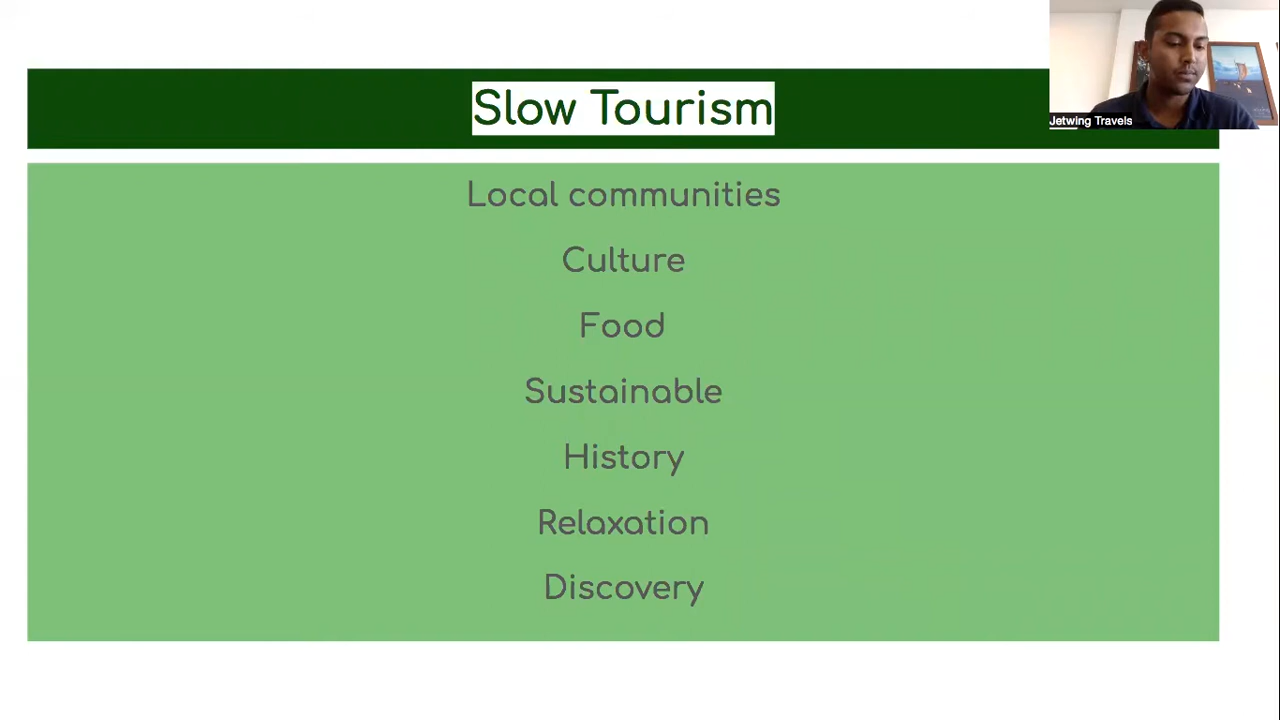 Slow Tourism
Jetwing Travels
Local communities
Culture
Food
Sustainable
History
Relaxation
Discovery